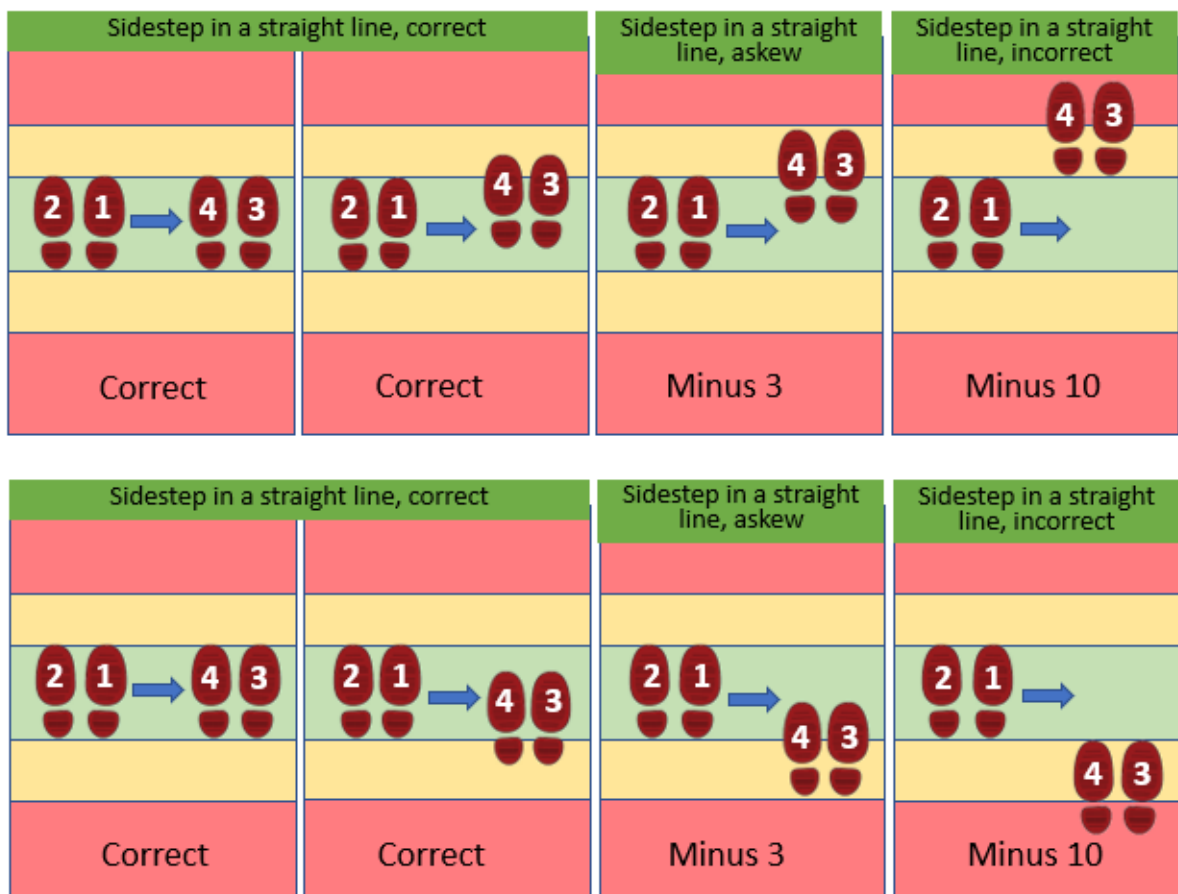 Sidestep in a straight line, correct
Sidestep in a straight
line, askew
Sidestep in a straight
line, incorrect
2 1 4 3
2 1 4 3
2 1 4 3
2 1 4 3
Correct
Correct
Minus 3
Minus 10
Sidestep in a straight line, correct
Sidestep in a straight
line, askew
Sidestep in a straight
line, incorrect
2 1 4 3
2 1 4 3
2 1 4 3
2 1 4 3
Correct
Correct
Minus 3
Minus 10